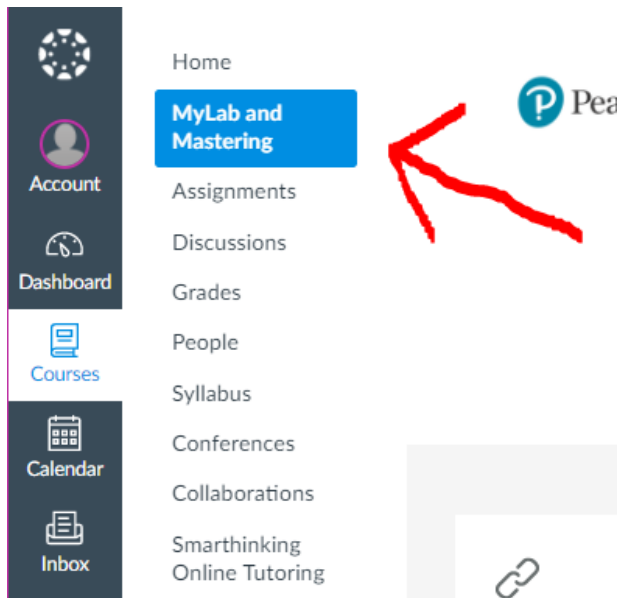 Account
Dashboard
Courses
Calendar
Inbox
Home
MyLab and
Mastering
Assignments
Discussions
Grades
People
Syllabus
Conferences
Collaborations
Smarthinking
Online Tutoring
P Pea